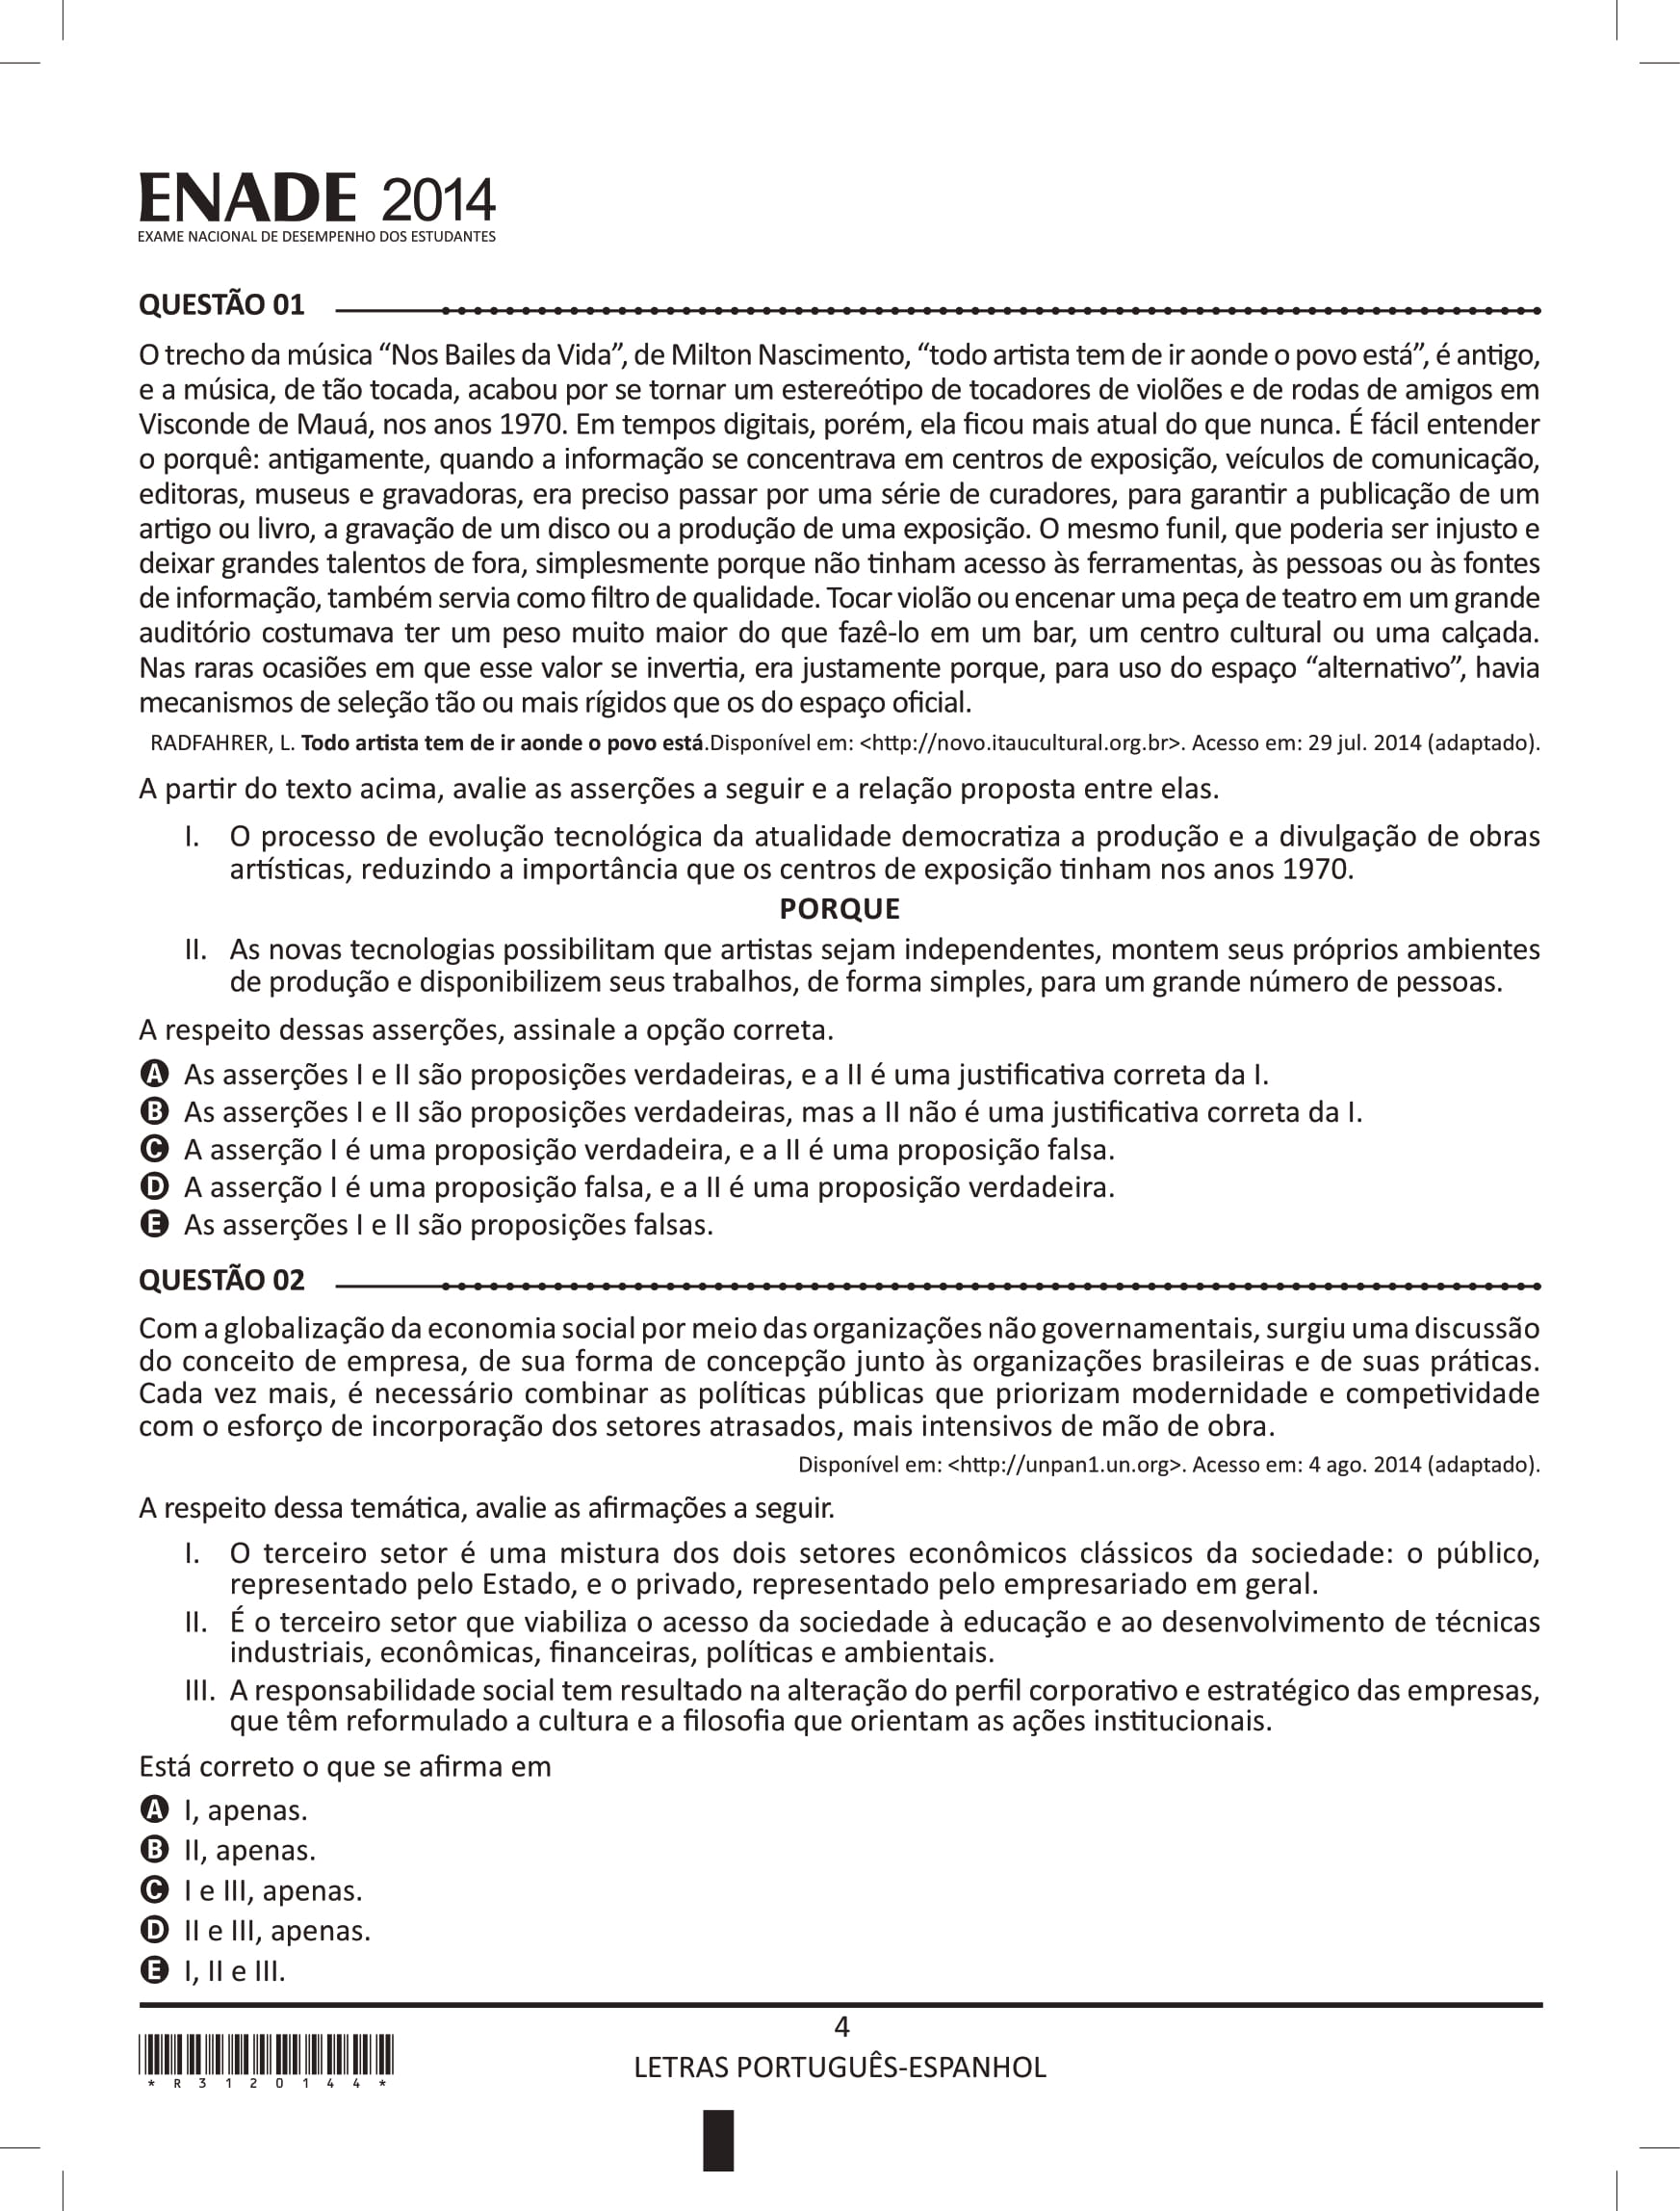 ENADE 2014
EXAME NACIONAL DE DESEMPENHO DOS ESTUDANTES
QUESTÃO 01
O trecho da música “Nos Bailes da Vida”, de Milton Nascimento, “todo artista tem de ir aonde o povo está”, é antigo,
e a música, de tão tocada, acabou por se tornar um estereótipo de tocadores de violões e de rodas de amigos em
Visconde de Mauá, nos anos 1970. Em tempos digitais, porém, ela ficou mais atual do que nunca. É fácil entender
o porquê: antigamente, quando a informação se concentrava em centros de exposição, veículos de comunicação,
editoras, museus e gravadoras, era preciso passar por uma série de curadores, para garantir a publicação de um
artigo ou livro, a gravação de um disco ou a produção de uma exposição. O mesmo funil, que poderia ser injusto e
deixar grandes talentos de fora, simplesmente porque não tinham acesso às ferramentas, às pessoas ou às fontes
de informação, também servia como filtro de qualidade. Tocar violão ou encenar uma peça de teatro em um grande
auditório costumava ter um peso muito maior do que fazê-lo em um bar, um centro cultural ou uma calçada.
Nas raras ocasiões em que esse valor se invertia, era justamente porque, para uso do espaço “alternativo”, havia
mecanismos de seleção tão ou mais rígidos que os do espaço oficial.
RADFAHRER, L. Todo artista tem de ir aonde o povo está.Disponível em: <http://novo.itaucultural.org.br>. Acesso em: 29 jul. 2014 (adaptado).
A partir do texto acima, avalie as asserções a seguir e a relação proposta entre elas.
I. O processo de evolução tecnológica da atualidade democratiza a produção e a divulgação de obras
artísticas, reduzindo a importância que os centros de exposição tinham nos anos 1970.
PORQUE
II. As novas tecnologias possibilitam que artistas sejam independentes, montem seus próprios ambientes
de produção e disponibilizem seus trabalhos, de forma simples, para um grande número de pessoas.
A respeito dessas asserções, assinale a opção correta.
A As asserções I e II são proposições verdadeiras, e a II é uma justificativa correta da I.
B As asserções I e II são proposições verdadeiras, mas a II não é uma justificativa correta da I.
C A asserção I é uma proposição verdadeira, e a II é uma proposição falsa.
D A asserção I é uma proposição falsa, e a II é uma proposição verdadeira.
E As asserções I e II são proposições falsas.
QUESTÃO 02
Com a globalização da economia social por meio das organizações não governamentais, surgiu uma discussão
do conceito de empresa, de sua forma de concepção junto às organizações brasileiras e de suas práticas.
Cada vez mais, é necessário combinar as políticas públicas que priorizam modernidade e competividade
com o esforço de incorporação dos setores atrasados, mais intensivos de mão de obra.
Disponível em: <http://unpan1.un.org>. Acesso em: 4 ago. 2014 (adaptado).
A respeito dessa temática, avalie as afirmações a seguir.
I. O terceiro setor é uma mistura dos dois setores econômicos clássicos da sociedade: o público,
representado pelo Estado, e o privado, representado pelo empresariado em geral.
II. É o terceiro setor que viabiliza o acesso da sociedade à educação e ao desenvolvimento de técnicas
industriais, econômicas, financeiras, políticas e ambientais.
III. A responsabilidade social tem resultado na alteração do perfil corporativo e estratégico das empresas,
que têm reformulado a cultura e a filosofia que orientam as ações institucionais.
Está correto o que se afirma em
A I, apenas.
B II, apenas.
C I e III, apenas.
D II e III, apenas.
E I, II e III.
4
LETRAS PORTUGUÊS-ESPANHOL
* R 3 1 2 0 1 4 4 *